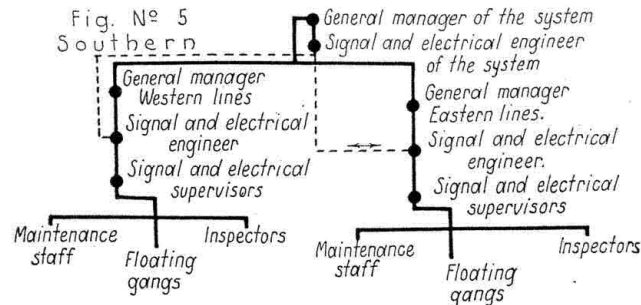 Fig. Nº 5
Southern
General manager of the system
Signal and electrical engineer
of the system
General manager
Western lines
Signal and electrical
engineer
Signal and electrical
supervisors
Maintenance
staff
Floating
gangs
Inspectors
General manager
Eastern lines.
Signal and electrical
engineer.
Signal and electrical
supervisors
Maintenance
staff
Floating
gangs
Inspectors